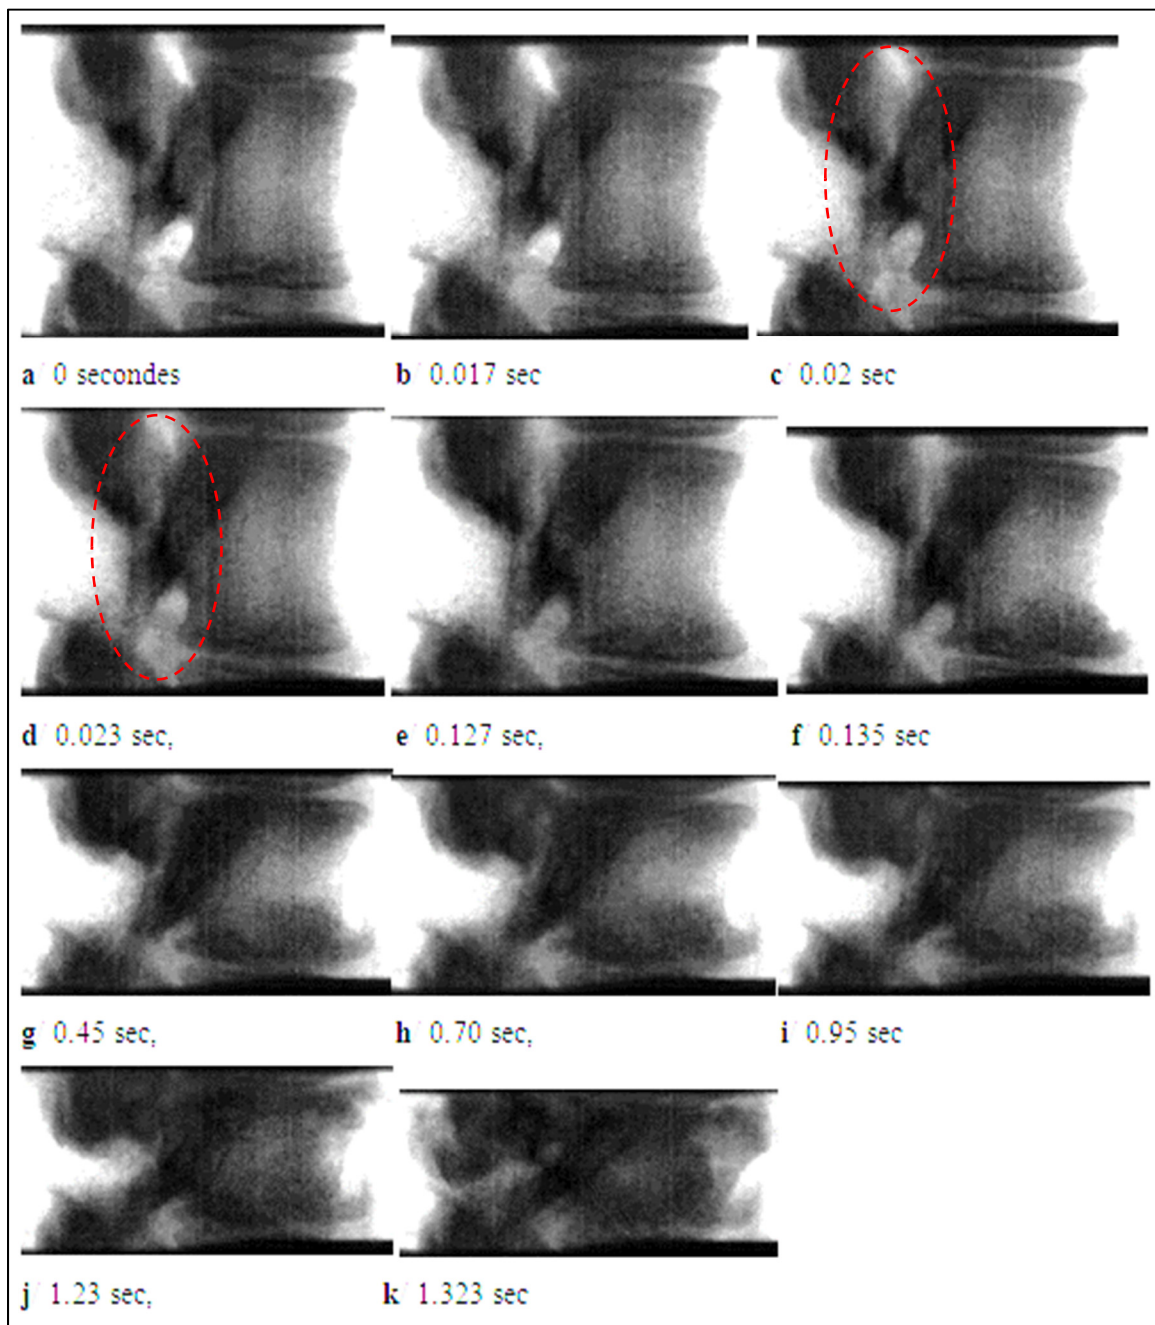 a/ 0 secondes
b/ 0.017 sec
c/ 0.02 sec
d/ 0.023 sec,
e/ 0.127 sec,
f/ 0.135 sec
g/ 0.45 sec,
h/ 0.70 sec,
i/ 0.95 sec
j/ 1.23 sec,
k/ 1.323 sec